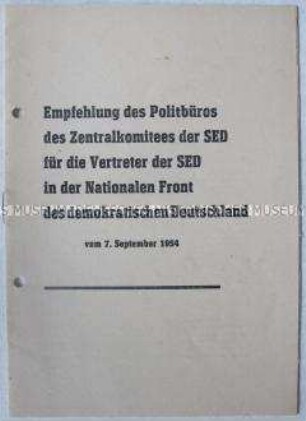 Empfehlung des Politbüros
des Zentralkomitees der SED
für die Vertreter der SED
in der Nationalen Front
des demokratischen Deutschland
vom 7. September 1954